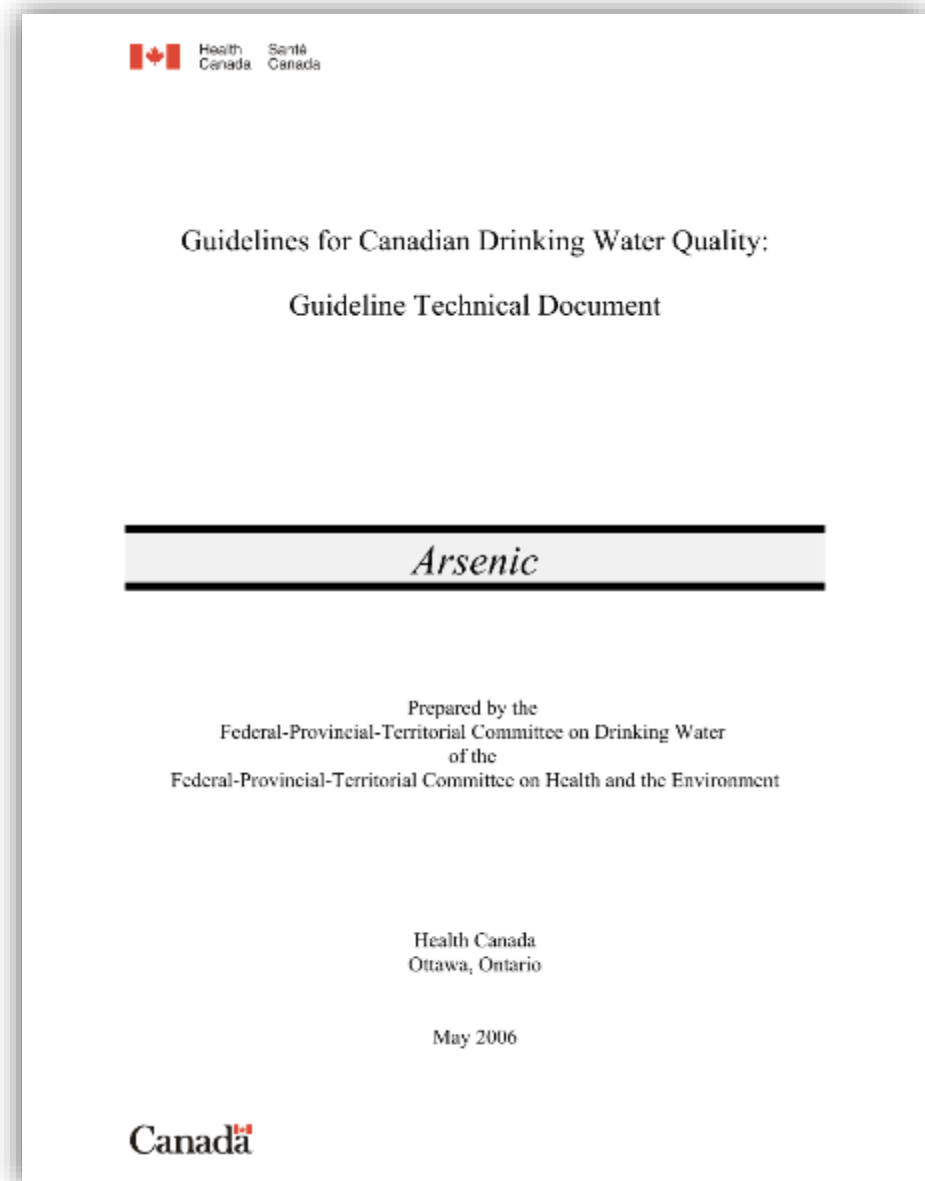 Health Santé
Canada Canada
Guidelines for Canadian Drinking Water Quality:
Guideline Technical Document
Arsenic
Prepared by the
Federal-Provincial-Territorial Committee on Drinking Water
of the
Federal-Provincial-Territorial Committee on Health and the Environment
Health Canada
Ottawa, Ontario
May 2006
Canada